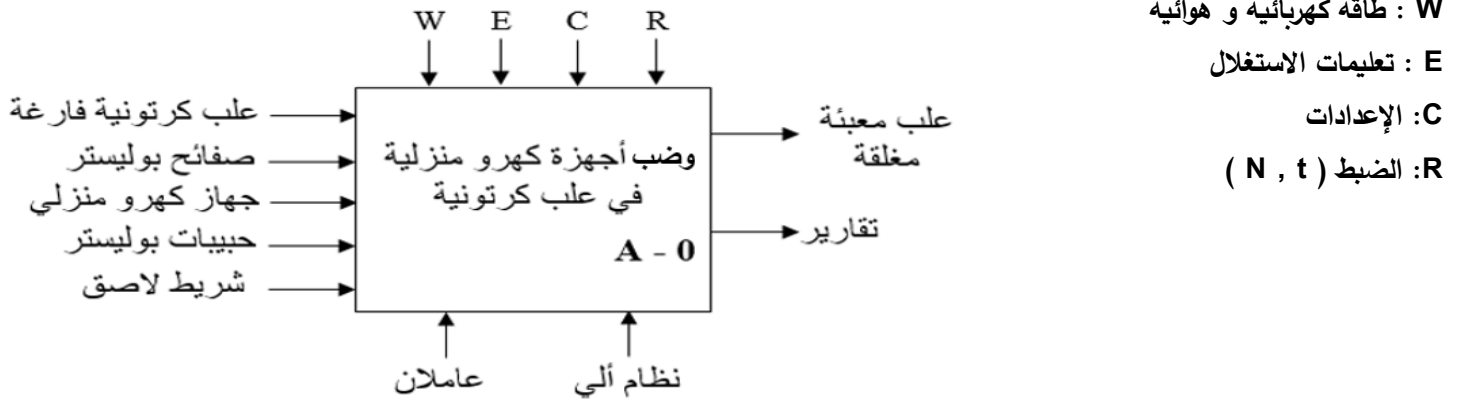 W : طاقة كهربائية و هوائية
E : تعليمات الاستغلال
C: الإعدادات
R: الضبط ( N , t )
W E C R
علب كرتونية فارغة
صفائح بوليستر
جهاز كهرو منزلي
حبيبات بوليستر
شريط لاصق
وضب أجهزة كهرو منزلية
في علب كرتونية
A - 0
علب معبئة
مغلقة
تقارير
عاملان
نظام ألي